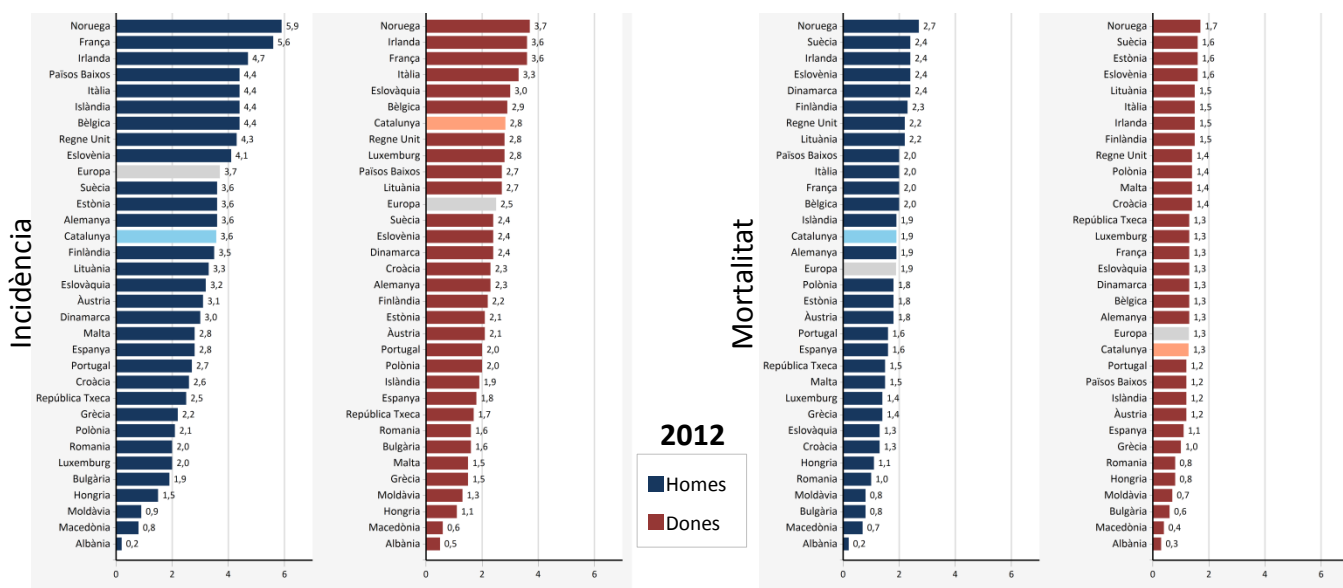 Incidència
Noruega 5,9
França 5,6
Irlanda 4,7
Països Baixos 4,4
Itàlia 4,4
Islàndia 4,4
Bèlgica 4,4
Regne Unit 4,3
Eslovènia 4,1
Europa 3,7
Suècia 3,6
Estònia 3,6
Alemanya 3,6
Catalunya 3,6
Finlàndia 3,5
Lituània 3,3
Eslovàquia 3,2
Àustria 3,1
Dinamarca 3,0
Malta 2,8
Espanya 2,8
Portugal 2,7
Croàcia 2,6
República Txeca 2,5
Grècia 2,2
Polònia 2,1
Romania 2,0
Luxemburg 2,0
Bulgària 1,9
Hongria 1,5
Moldàvia 0,9
Macedònia 0,8
Albània 0,2
0 2 4 6
Noruega 3,7
Irlanda 3,6
França 3,6
Itàlia 3,3
Eslovàquia 3,0
Bèlgica 2,9
Catalunya 2,8
Regne Unit 2,8
Luxemburg 2,8
Països Baixos 2,7
Lituània 2,7
Europa 2,5
Suècia 2,4
Eslovènia 2,4
Dinamarca 2,4
Croàcia 2,3
Alemanya 2,3
Finlàndia 2,2
Estònia 2,1
Àustria 2,1
Portugal 2,0
Polònia 2,0
Islàndia 1,9
Espanya 1,8
República Txeca 1,7
Romania 1,6
Bulgària 1,6
Malta 1,5
Grècia 1,5
Moldàvia 1,3
Hongria 1,1
Macedònia 0,6
Albània 0,5
0 2 4 6
2012
Homes
Dones
Mortalitat
Noruega 2,7
Suècia 2,4
Irlanda 2,4
Eslovènia 2,4
Dinamarca 2,4
Finlàndia 2,3
Regne Unit 2,2
Lituània 2,2
Països Baixos 2,0
Itàlia 2,0
França 2,0
Bèlgica 2,0
Islàndia 1,9
Catalunya 1,9
Alemanya 1,9
Europa 1,9
Polònia 1,8
Estònia 1,8
Àustria 1,8
Portugal 1,6
Espanya 1,6
República Txeca 1,5
Malta 1,5
Luxemburg 1,4
Grècia 1,4
Eslovàquia 1,3
Croàcia 1,3
Hongria 1,1
Romania 1,0
Moldàvia 0,8
Bulgària 0,8
Macedònia 0,7
Albània 0,2
0 2 4 6
Noruega 1,7
Suècia 1,6
Estònia 1,6
Eslovènia 1,6
Lituània 1,5
Itàlia 1,5
Irlanda 1,5
Finlàndia 1,5
Regne Unit 1,4
Polònia 1,4
Malta 1,4
Croàcia 1,4
República Txeca 1,3
Luxemburg 1,3
França 1,3
Eslovàquia 1,3
Dinamarca 1,3
Bèlgica 1,3
Alemanya 1,3
Europa 1,3
Catalunya 1,3
Portugal 1,2
Països Baixos 1,2
Islàndia 1,2
Àustria 1,2
Espanya 1,1
Grècia 1,0
Romania 0,8
Hongria 0,8
Moldàvia 0,7
Bulgària 0,6
Macedònia 0,4
Albània 0,3
0 2 4 6